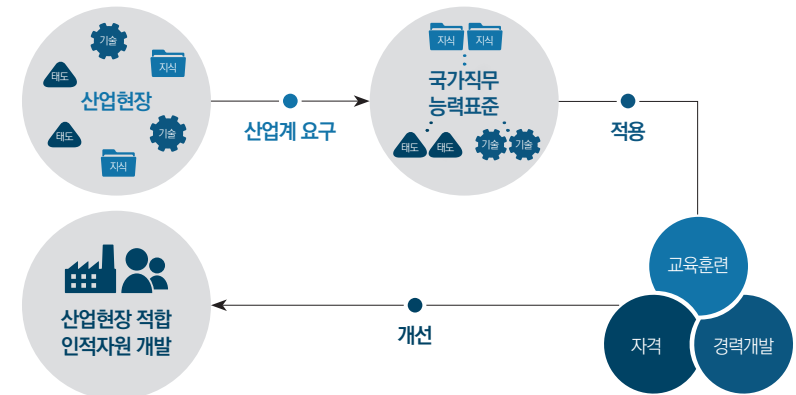 기술
지식
태도
산업현장
태도
기술
지식
산업계 요구
지식 지식
국가직무
능력표준
태도 태도 기술 기술
적용
교육훈련
자격 경력개발
개선
산업현장 적합
인적자원 개발